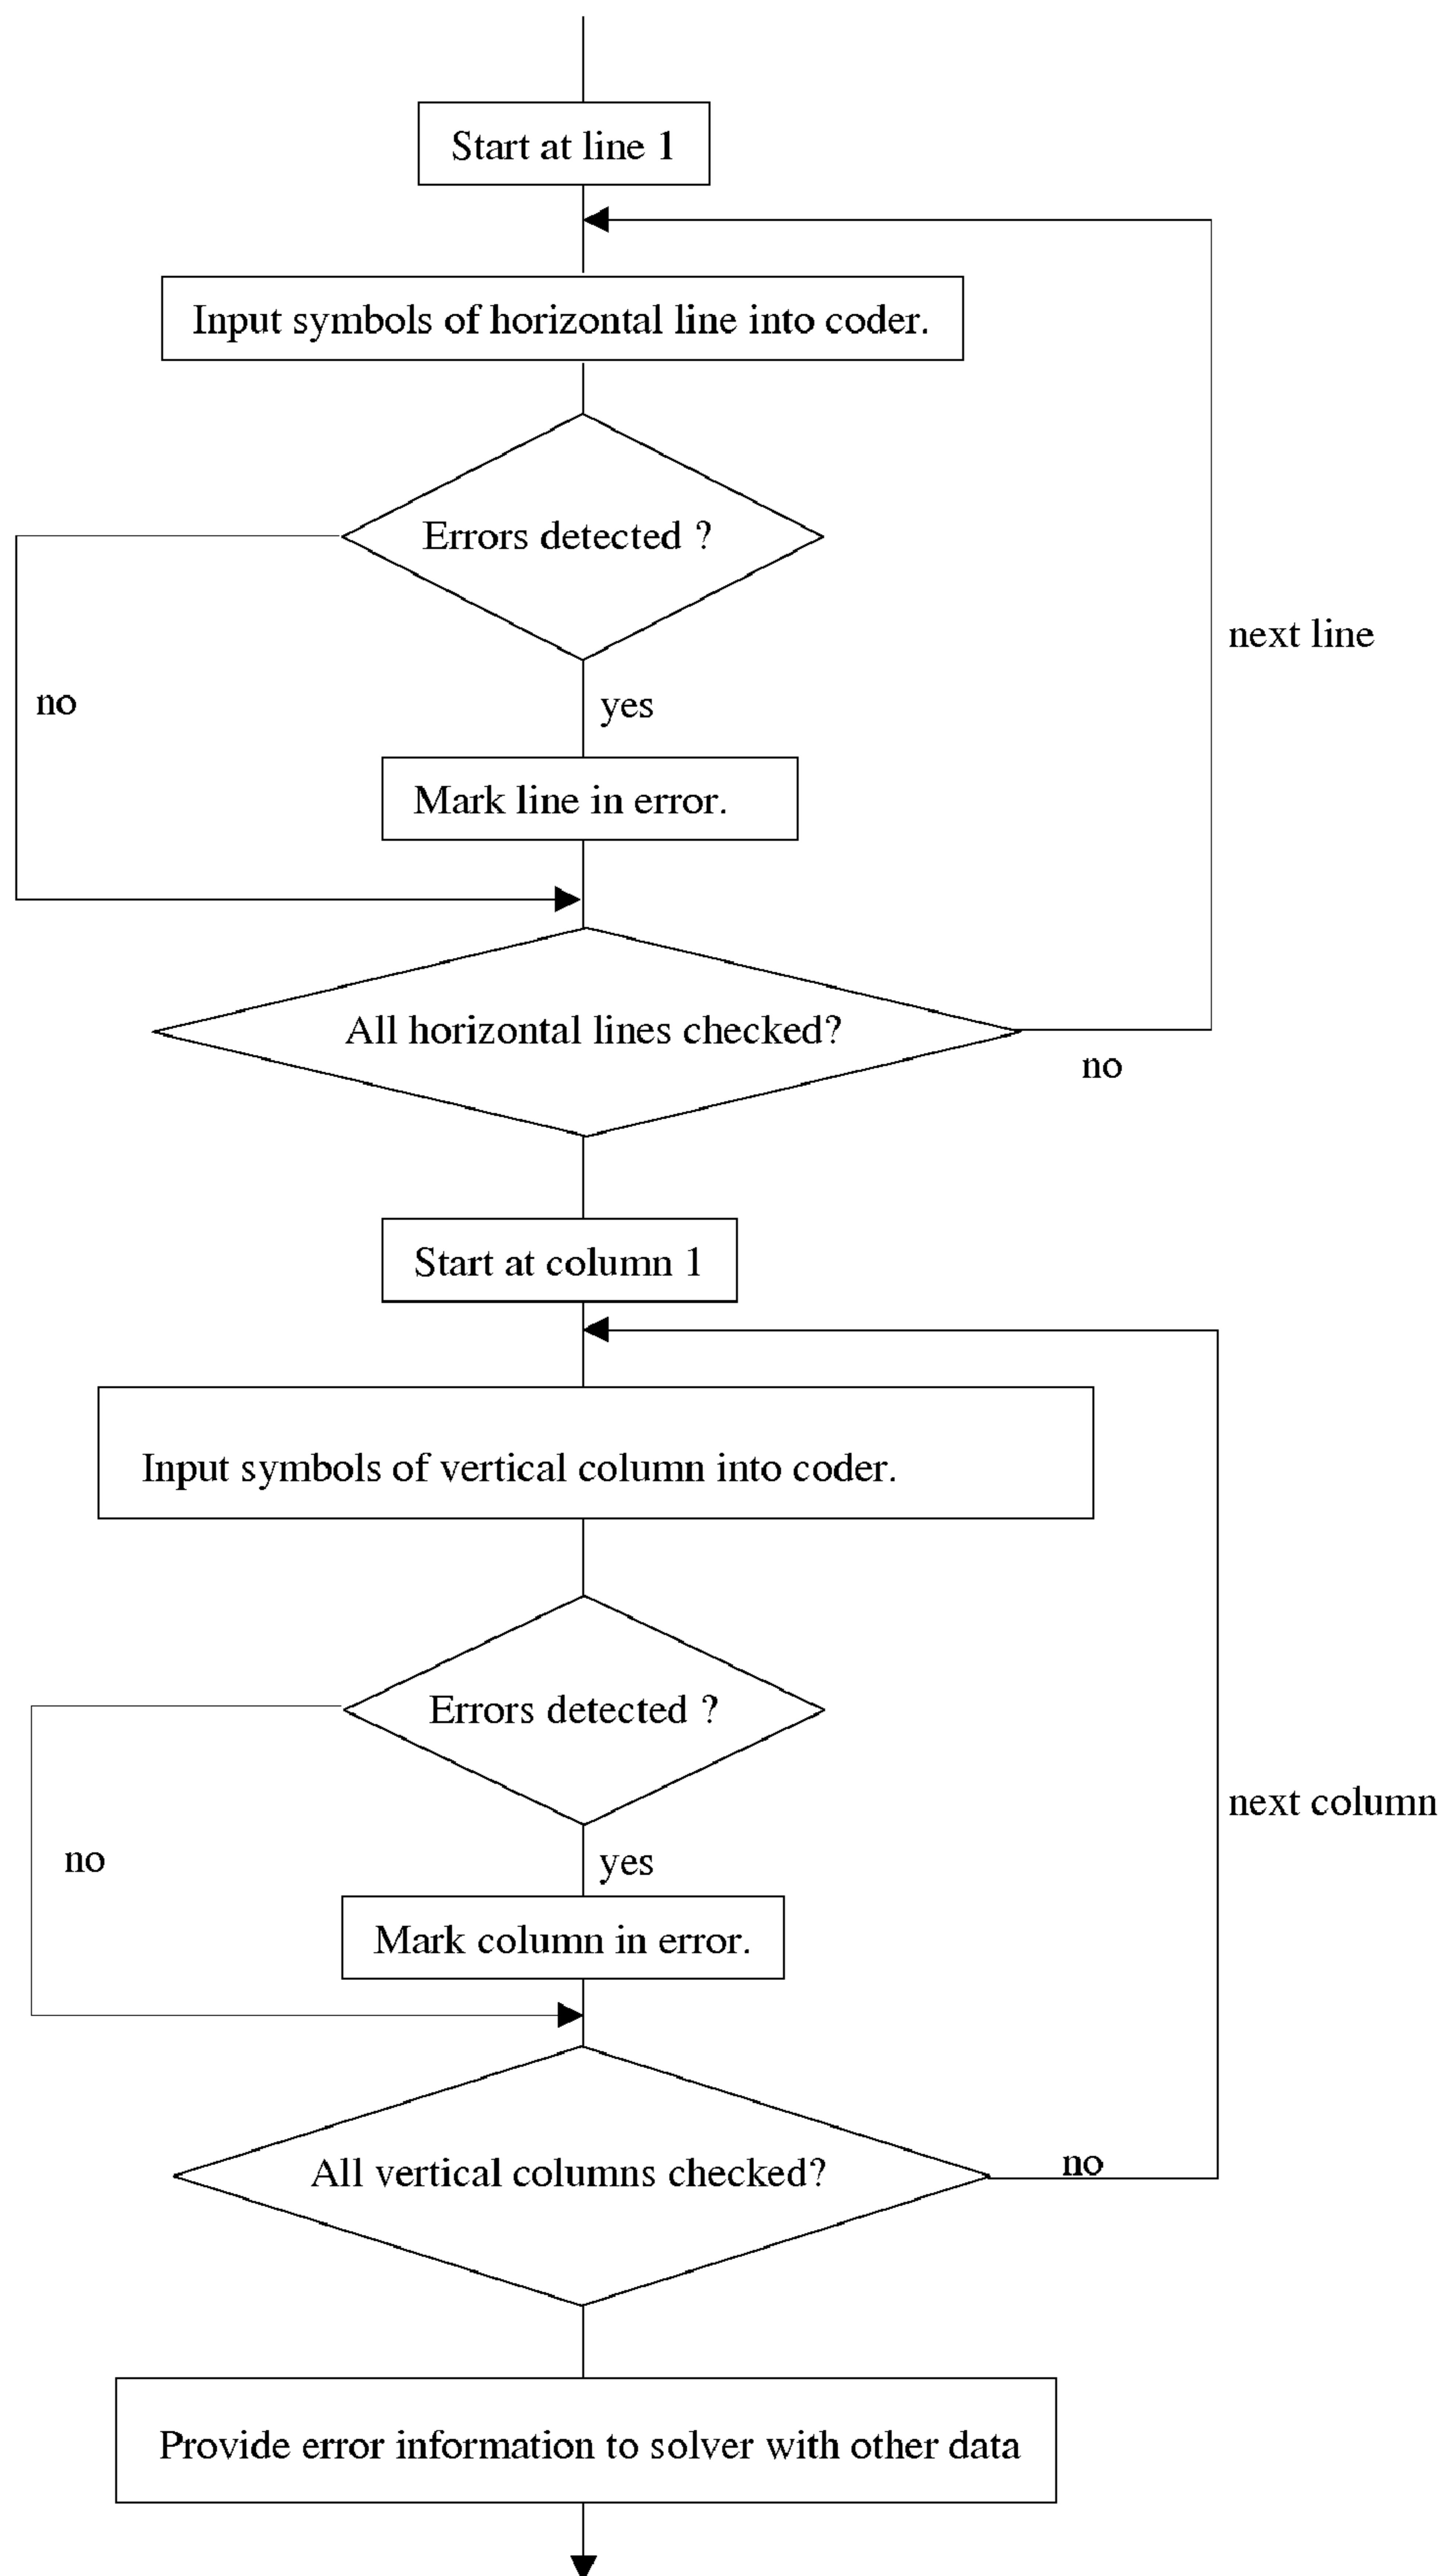 Start at line 1
Input symbols of horizontal line into coder.
Errors detected ?
next line
no
yes
Mark line in error.
All horizontal lines checked?
no
Start at column 1
Input symbols of vertical column into coder.
Errors detected ?
next column
no
yes
Mark column in error.
All vertical columns checked?
no
Provide error information to solver with other data